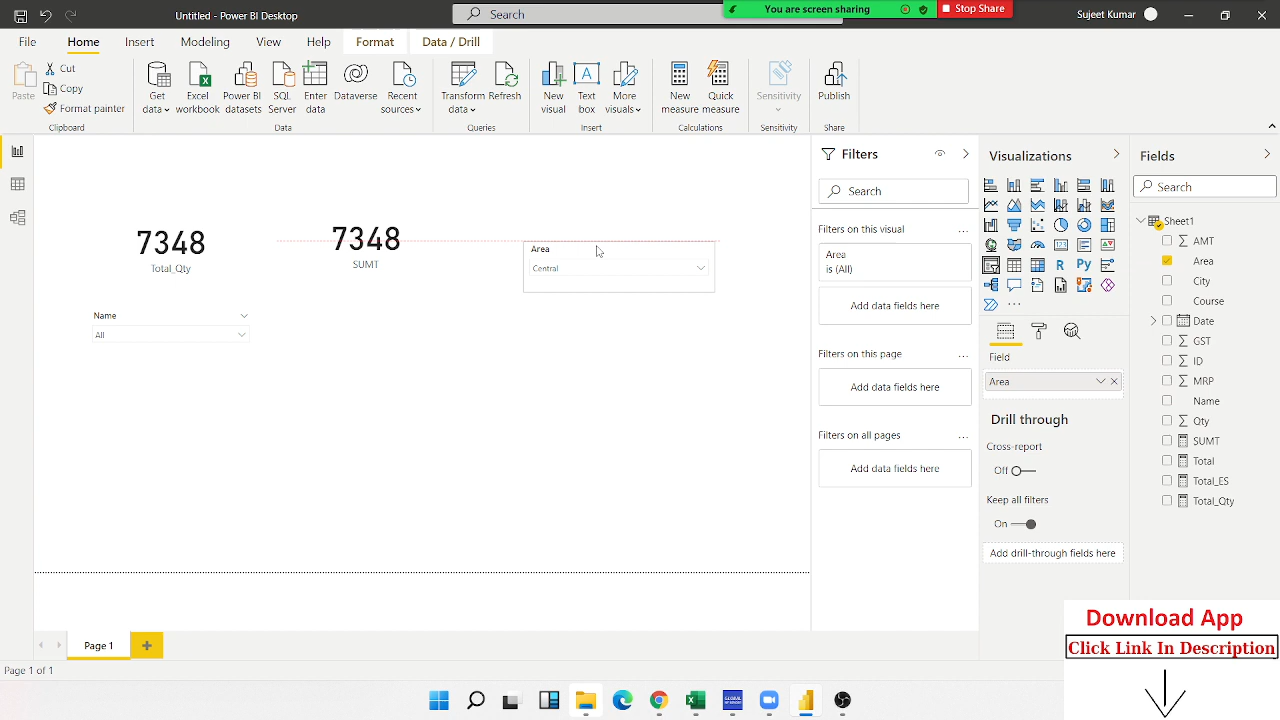 Untitled - Power BI Desktop
Search
You are screen sharing
Stop Share
Sujeet Kumar
File
Home
Insert
Modeling
View
Help
Format
Data / Drill
Paste
Cut
Copy
Format painter
Clipboard
Get data
Excel workbook
Power BI datasets
SQL Server
Enter data
Dataverse
Recent sources
Data
Transform data
Refresh
Queries
New visual
Text box
More visuals
Insert
New measure
Quick measure
Calculations
Sensitivity
Sensitivity
Publish
Share
7348
Total_Qty
7348
SUMT
Area
Central
Name
All
Filters
Search
Filters on this visual
Area
is (All)
Add data fields here
Filters on this page
Add data fields here
Filters on all pages
Add data fields here
Visualizations
Field
Area
Drill through
Cross-report
Off
Keep all filters
On
Add drill-through fields here
Fields
Search
Sheet1
AMT
Area
City
Course
Date
GST
ID
MRP
Name
Qty
SUMT
Total
Total_ES
Total_Qty
Page 1
Page 1 of 1
Download App
Click Link In Description